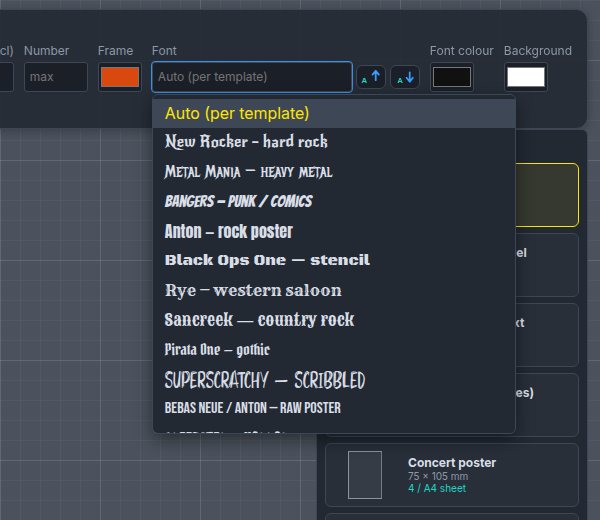 cl) Number Frame Font Font colour Background
max Auto (per template) A A
Auto (per template)
New Rocker – hard rock
Metal Mania — heavy metal
BANGERS – PUNK / COMICS
Anton – rock poster
Black Ops One — stencil
Rye — western saloon
Sancreek — country rock
Pirata One – gothic
SUPERSCRATCHY — SCRIBBLED
BEBAS NEUE / ANTON – RAW POSTER
el
xt
es)
Concert poster
75 × 105 mm
4 / A4 sheet